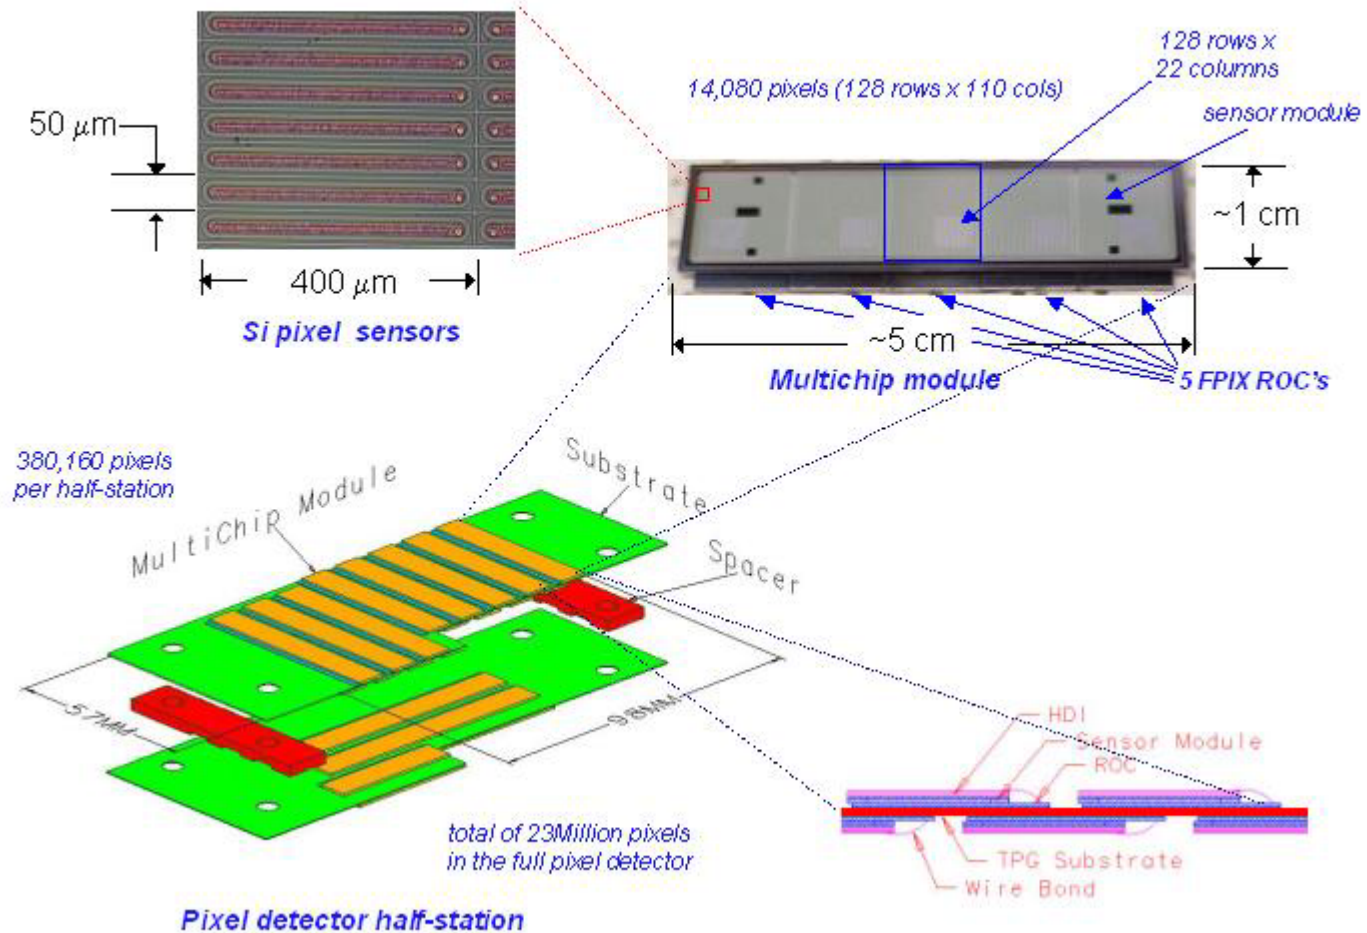 128 rows x
22 columns
14,080 pixels (128 rows x 110 cols)
sensor module
50 μm
~1 cm
400 μm
Si pixel sensors
~5 cm
Multichip module
5 FPIX ROC's
380,160 pixels
per half-station
MultiChip Module
Substrate
Spacer
57MM
98MM
HDI
Sensor Module
ROC
total of 23Million pixels
in the full pixel detector
TPG Substrate
Wire Bond
Pixel detector half-station